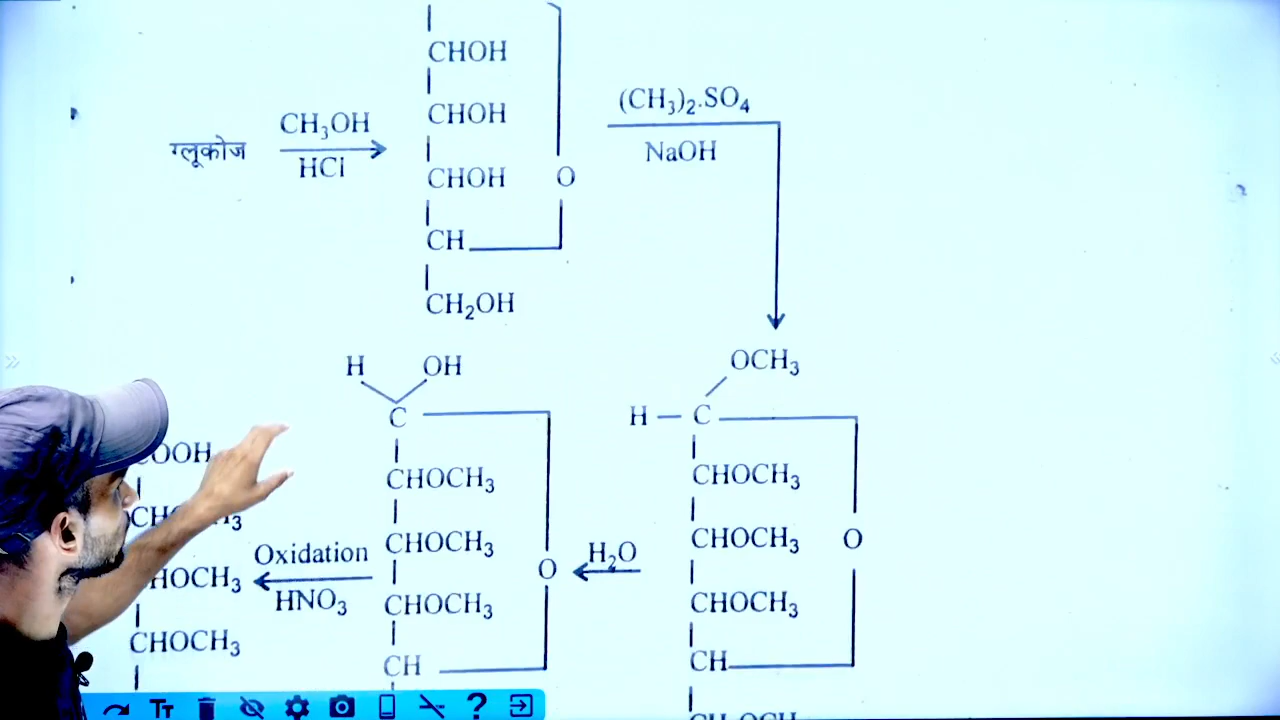 CHOH
CHOH
CHOH O
CH
CH₂OH
ग्लूकोज
CH₃OH
HCl
(CH₃)₂.SO₄
NaOH
OCH₃
H — C
CHOCH₃
CHOCH₃
CHOCH₃
O
CH
H₂O
H OH
C
CHOCH₃
CHOCH₃
CHOCH₃
O
CH
Oxidation
HNO₃
CHOCH₃